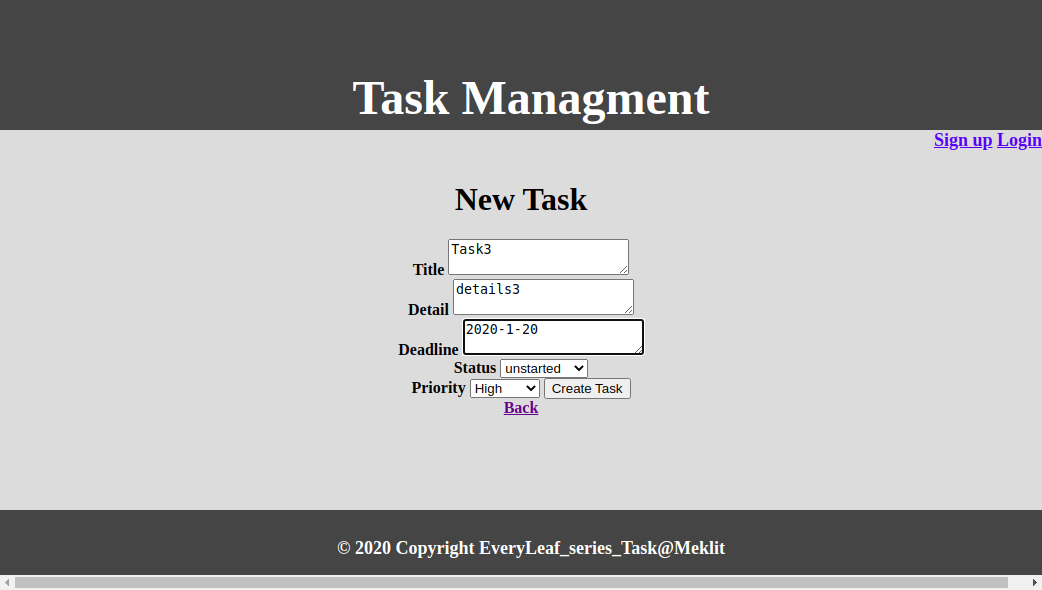 Task Managment
Sign up Login
New Task
Title Task3
Detail details3
Deadline 2020-1-20
Status unstarted
Priority High Create Task
Back
© 2020 Copyright EveryLeaf_series_Task@Meklit